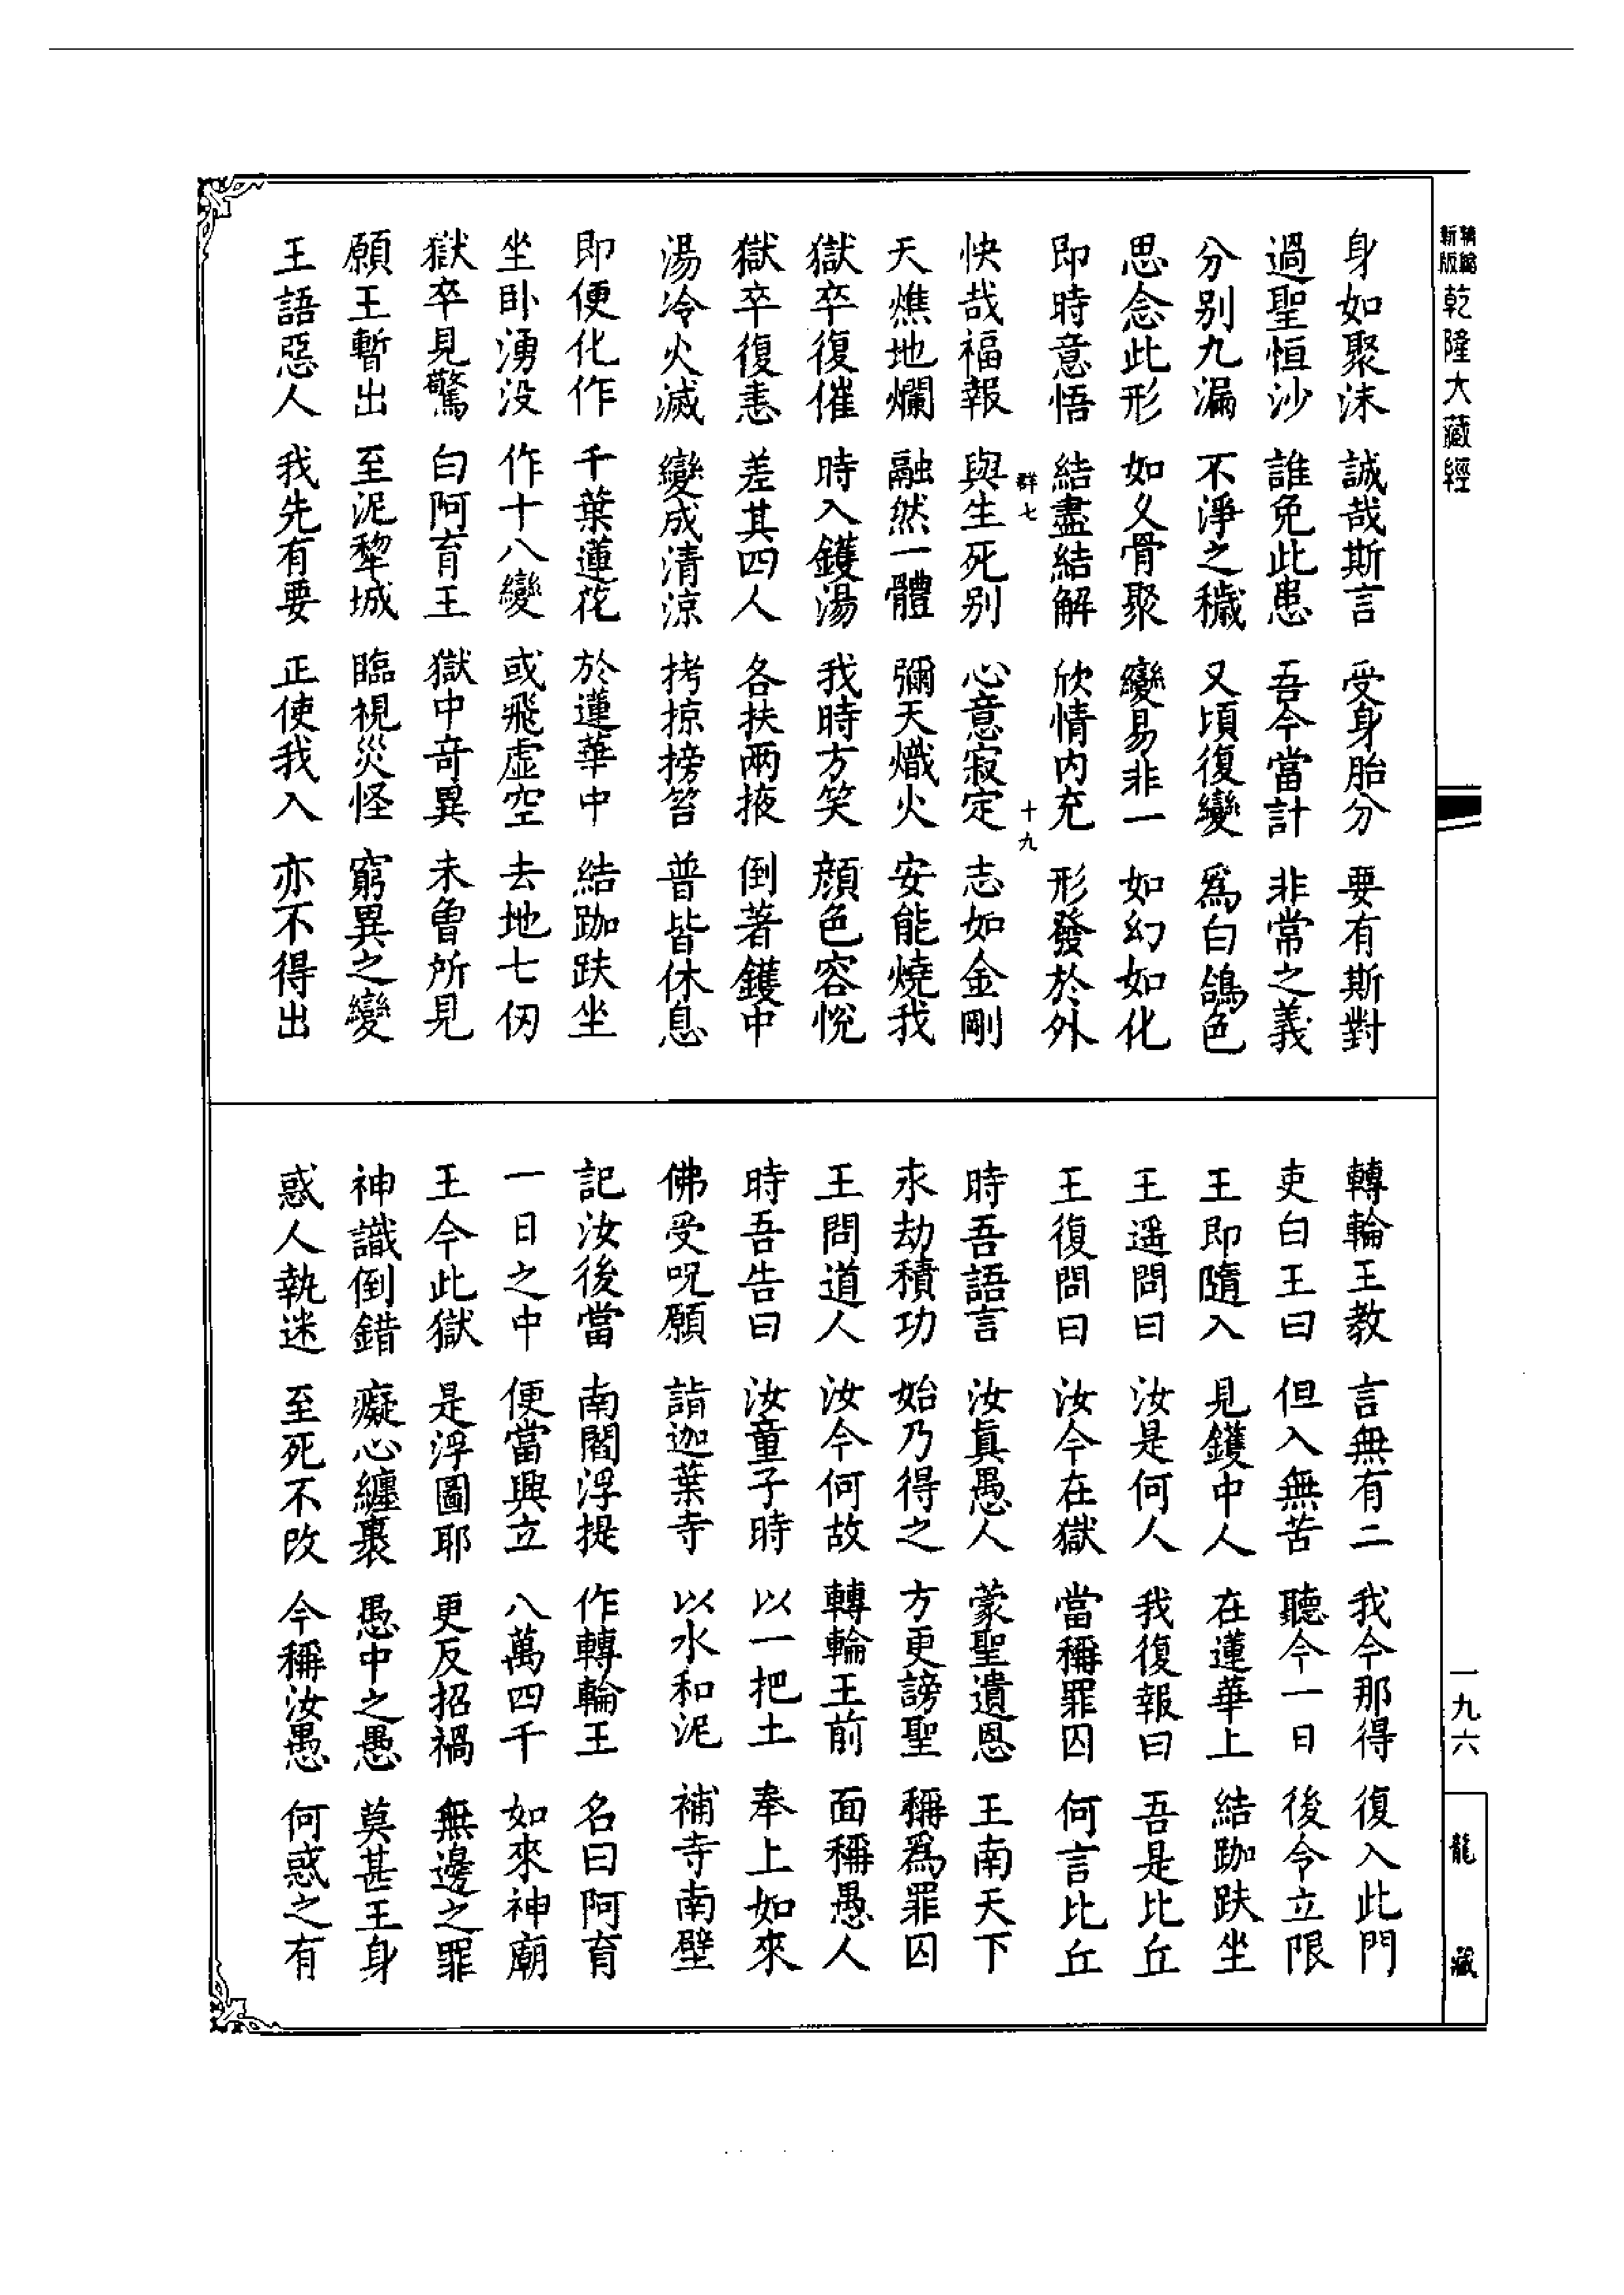 新版精縮乾隆大藏經
身如聚沫 誠哉斯言 受身胎分 要有斯對
過聖恒沙 誰免此患 吾今當計 非常之義
分别九漏 不淨之穢 又頃復變 爲白鴿色
思念此形 如乂骨聚 變易非一 如幻如化
即時意悟 結盡結解 欣情内充 形發於外
群七 十九
快哉福報 與生死别 心意寂定 志如金剛
天燋地爛 融然一體 彌天熾火 安能燒我
獄卒復催 時入鑊湯 我時方笑 顔色容悅
獄卒復恚 差其四人 各扶兩掖 倒著鑊中
湯冷火滅 變成清涼 拷掠搒笞 普皆休息
即便化作 千葉蓮花 於蓮華中 結跏趺坐
坐卧湧没 作十八變 或飛虚空 去地七仞
獄卒見驚 白阿育王 獄中奇異 未曾所見
願王暫出 至泥犂城 臨視災怪 窮異之變
王語惡人 我先有要 正使我入 亦不得出
轉輪王教 言無有二 我今那得 復入此門
吏白王曰 但入無苦 聽今一日 後令立限
王即隨入 見鑊中人 在蓮華上 結跏趺坐
王遥問曰 汝是何人 我復報曰 吾是比丘
王復問曰 汝今在獄 當稱罪囚 何言比丘
時吾語言 汝真愚人 蒙聖遺恩 王南天下
求劫積功 始乃得之 方更謗聖 稱爲罪囚
王問道人 汝今何故 轉輪王前 面稱愚人
時吾告曰 汝童子時 以一把土 奉上如來
佛受呪願 詣迦葉寺 以水和泥 補寺南壁
記汝後當 南閻浮提 作轉輪王 名曰阿育
一日之中 便當興立 八萬四千 如來神廟
王今此獄 是浮圖耶 更反招禍 無邊之罪
神識倒錯 癡心纏裹 愚中之愚 莫甚王身
惑人執迷 至死不改 今稱汝愚 何惑之有
一九六
龍藏